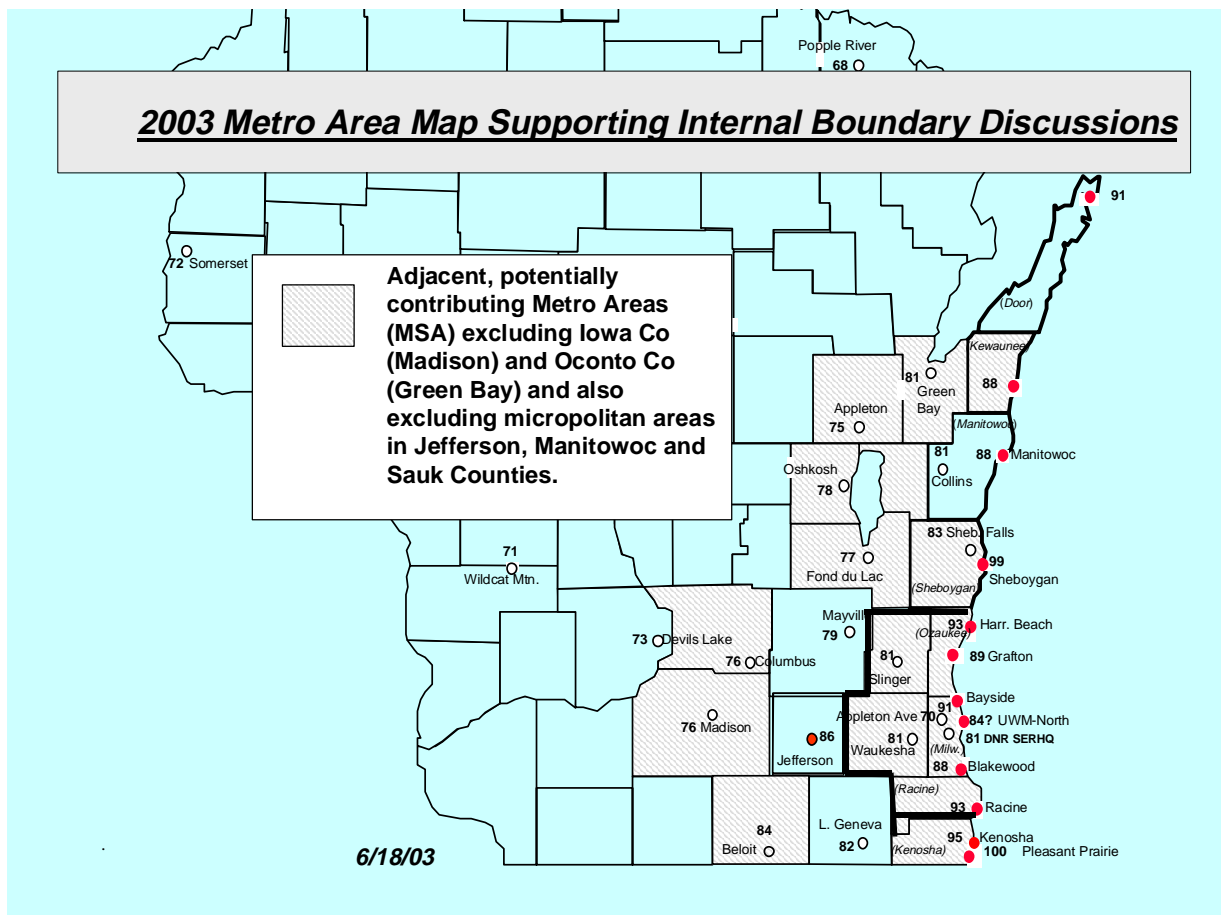 Popple River
68
2003 Metro Area Map Supporting Internal Boundary Discussions
91
72 Somerset
Adjacent, potentially
contributing Metro Areas
(MSA) excluding Iowa Co
(Madison) and Oconto Co
(Green Bay) and also
excluding micropolitan areas
in Jefferson, Manitowoc and
Sauk Counties.
(Door)
(Kewaunee)
81
Green
Bay
88
Appleton
75
(Manitowoc)
81
Collins
88 Manitowoc
Oshkosh
78
83 Sheb. Falls
99
Sheboygan
(Sheboygan)
77
Fond du Lac
71
Wildcat Mtn.
Mayville
79
(Ozaukee)
93 Harr. Beach
73 Devils Lake
76 Columbus
81
Slinger
89 Grafton
Bayside
91
Appleton Ave 70
84? UWM-North
76 Madison
86
Jefferson
81
Waukesha
(Milw.)
81 DNR SERHQ
88 Blakewood
(Racine)
93 Racine
84
Beloit
L. Geneva
82
95 Kenosha
(Kenosha)
100 Pleasant Prairie
6/18/03